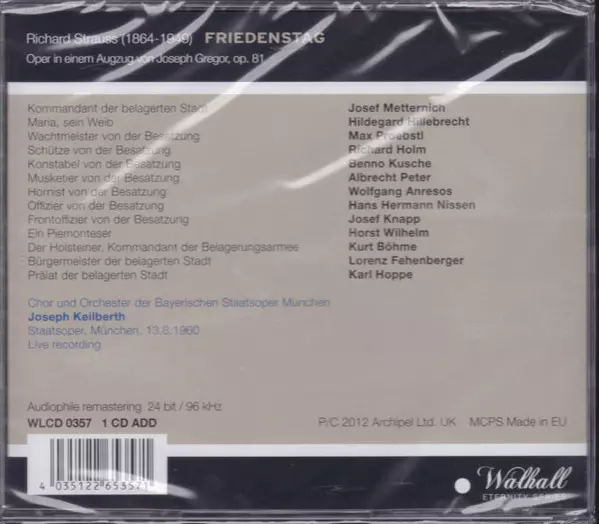 Richard Strauss (1864-1949) FRIEDENSTAG
Oper in einem Augzug von Joseph Gregor, op. 81
Kommandant der belagerten Stadt Josef Metternich
Maria, sein Weib Hildegard Hillebrecht
Wachtmeister von der Besatzung Max Proebstl
Schütze von der Besatzung Richard Holm
Konstabel von der Besatzung Benno Kusche
Musketier von der Besatzung Albrecht Peter
Hornist von der Besatzung Wolfgang Anresos
Offizier von der Besatzung Hans Hermann Nissen
Frontoffizier von der Besatzung Josef Knapp
Ein Piemonteser Horst Wilhelm
Der Holsteiner, Kommandant der Belagerungsarmee Kurt Böhme
Bürgermeister der belagerten Stadt Lorenz Fehenberger
Prälat der belagerten Stadt Karl Hoppe
Chor und Orchester der Bayerischen Staatsoper München
Joseph Keilberth
Staatsoper, München, 13.8.1960
Live recording
Audiophile remastering 24 bit / 96 kHz
WLCD 0357 1 CD ADD P/C 2012 Archipel Ltd. UK MCPS Made in EU
4 035122 653571
Walhall
ETERNITY SERIES